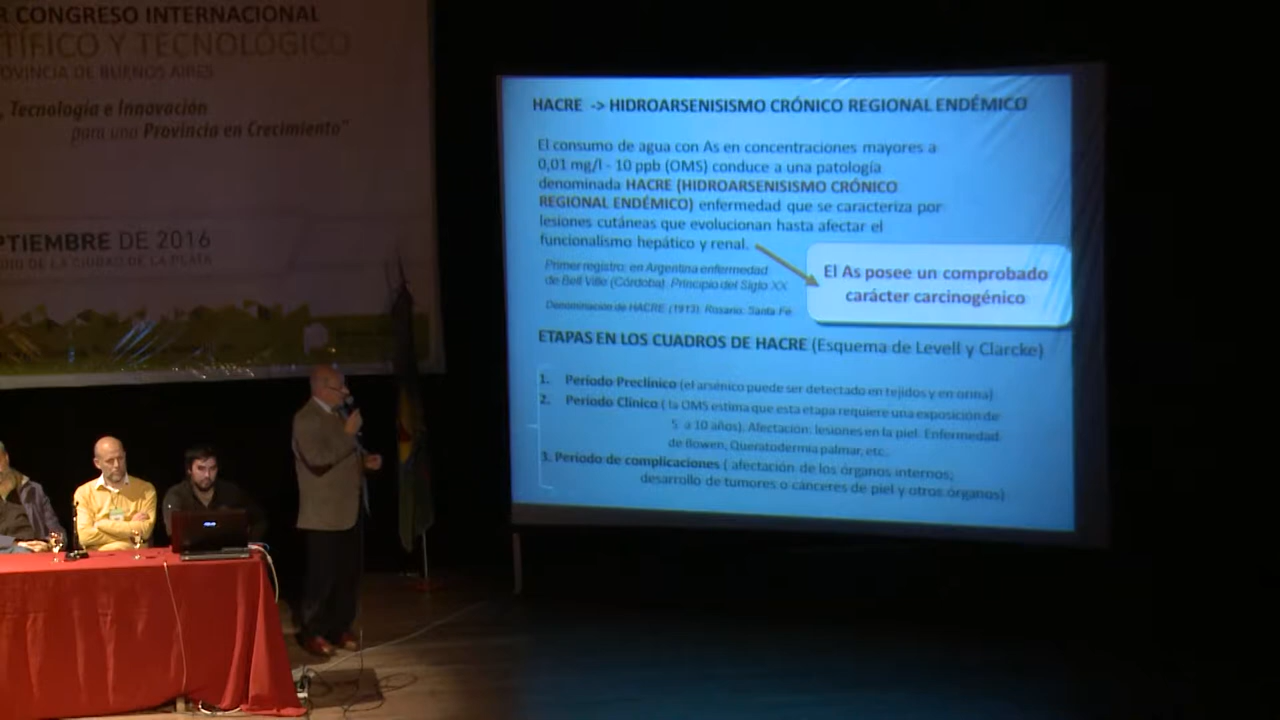 R CONGRESO INTERNACIONAL
TÍFICO Y TECNOLÓGICO
OVINCIA DE BUENOS AIRES
, Tecnología e Innovación
para una Provincia en Crecimiento"
PTIEMBRE DE 2016
DE LA CIUDAD DE LA PLATA
HACRE -> HIDROARSENISISMO CRÓNICO REGIONAL ENDÉMICO
El consumo de agua con As en concentraciones mayores a
0,01 mg/l - 10 ppb (OMS) conduce a una patología
denominada HACRE (HIDROARSENISISMO CRÓNICO
REGIONAL ENDÉMICO) enfermedad que se caracteriza por
lesiones cutáneas que evolucionan hasta afectar el
funcionalismo hepático y renal.
El As posee un comprobado
carácter carcinogénico
Primer registro: en Argentina enfermedad
de Bell Ville (Córdoba). Principio del Siglo XX
Denominación de HACRE (1913). Rosario. Santa Fé
ETAPAS EN LOS CUADROS DE HACRE (Esquema de Levell y Clarcke)
1. Período Preclínico (el arsénico puede ser detectado en tejidos y en orina)
2. Período Clínico ( la OMS estima que esta etapa requiere una exposición de
5 a 10 años). Afectación: lesiones en la piel. Enfermedad
de Bowen, Queratodermia palmar, etc.
3. Período de complicaciones ( afectación de los órganos internos;
desarrollo de tumores o cánceres de piel y otros órganos)